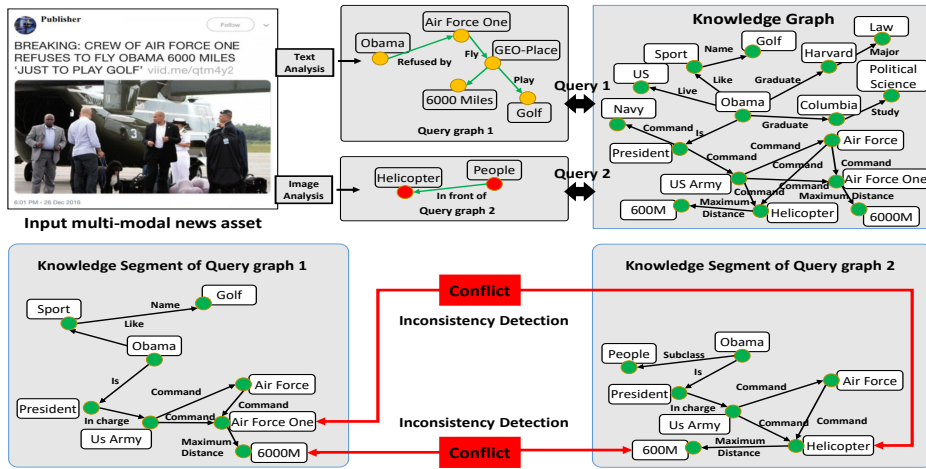 Publisher
Follow
BREAKING: CREW OF AIR FORCE ONE
REFUSES TO FLY OBAMA 6000 MILES
'JUST TO PLAY GOLF' viid.me/qtm4y2
6:01 PM - 26 Dec 2016
Input multi-modal news asset
Text
Analysis
Image
Analysis
Obama
Air Force One
Refused by
Fly
GEO-Place
Play
6000 Miles
Golf
Query graph 1
Helicopter
People
In front of
Query graph 2
Query 1
Query 2
Knowledge Graph
Law
Golf
Name
Sport
Harvard
Major
US
Like
Graduate
Political
Science
Live
Navy
Obama
Columbia
Study
Graduate
Command
Is
Air Force
President
Command
Command
Command
US Army
Command
Air Force One
Command
Maximum
Distance
Maximum
Distance
600M
Helicopter
6000M
Knowledge Segment of Query graph 1
Name
Golf
Sport
Like
Obama
Is
Command
Air Force
President
Command
In charge
Command
Air Force One
Us Army
Maximum
Distance
6000M
Conflict
Inconsistency Detection
Inconsistency Detection
Conflict
Knowledge Segment of Query graph 2
Obama
People
Subclass
Is
Air Force
President
Command
In charge
US Army
Command
Command
Maximum
Distance
600M
Helicopter